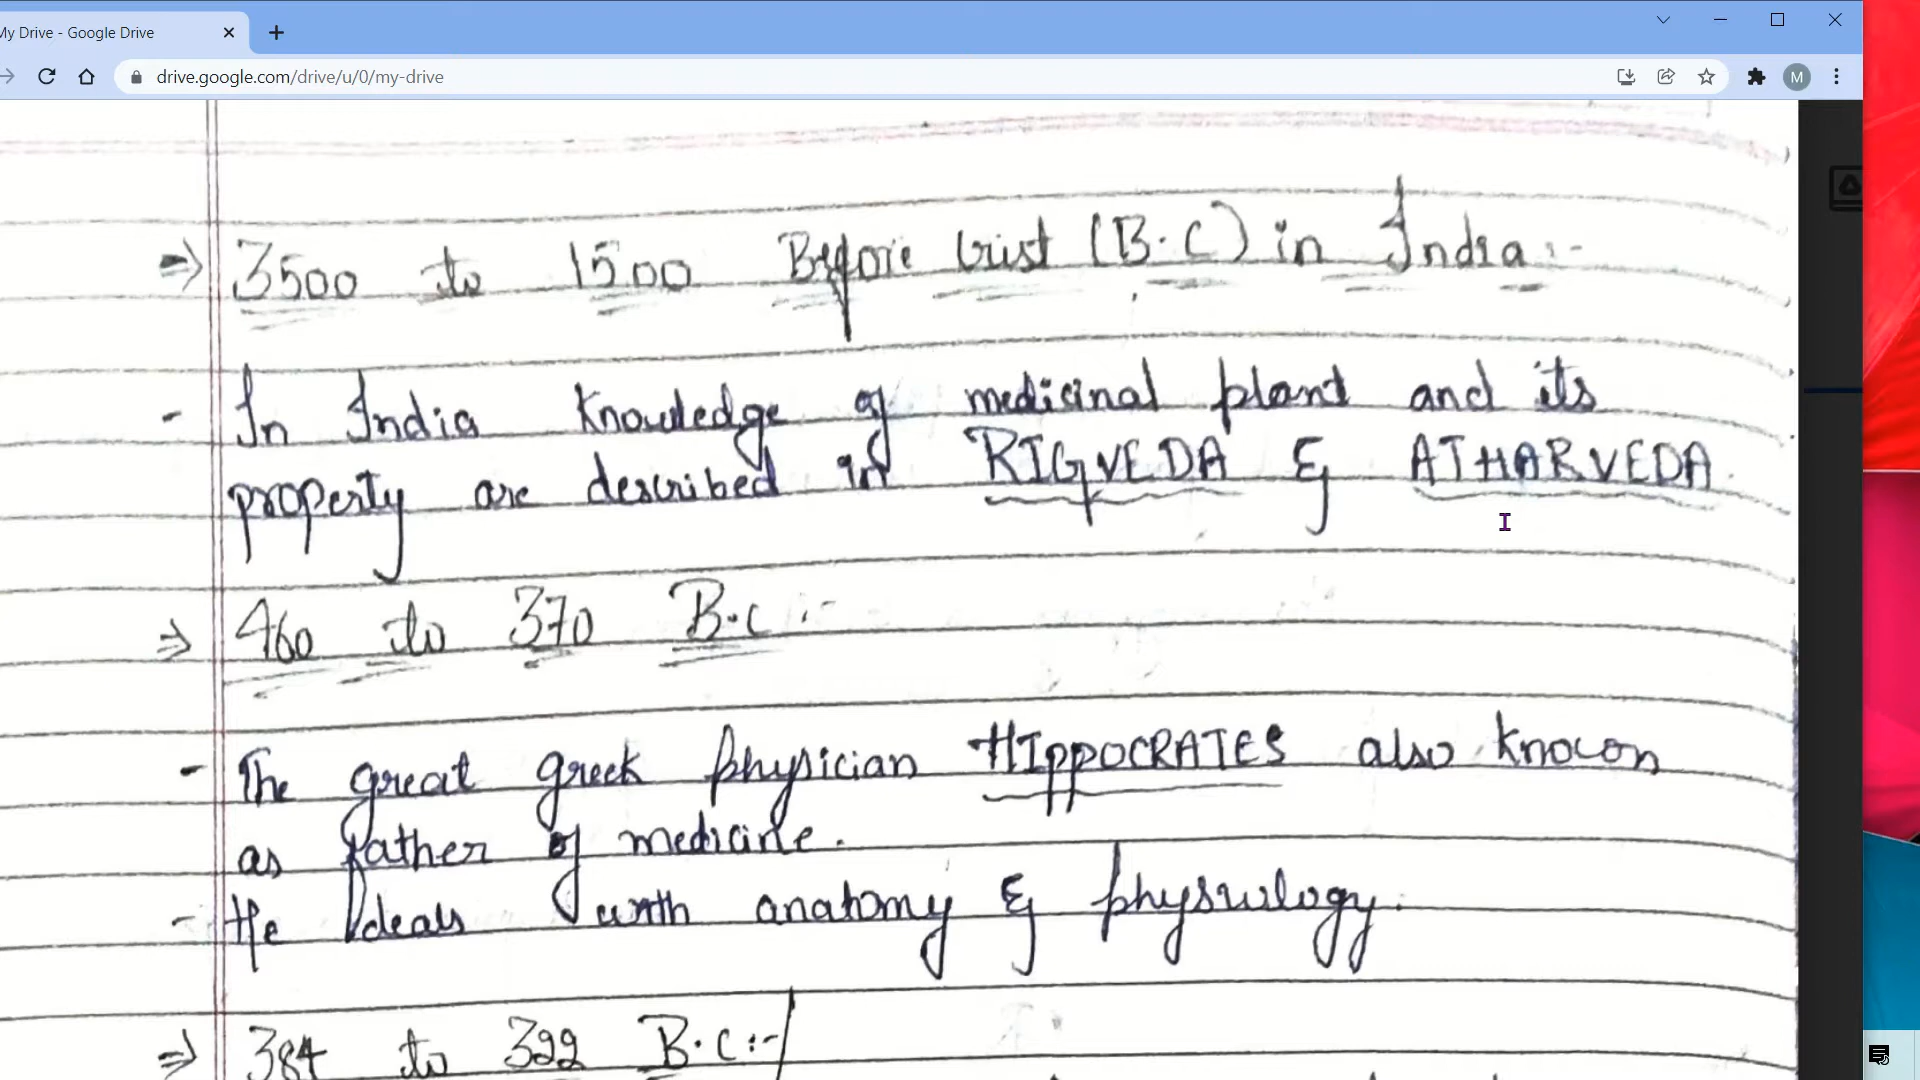 My Drive - Google Drive
drive.google.com/drive/u/0/my-drive
M
⇒ 3500 to 1500 Before Crist (B.C) in India :-
- In India Knowledge of medicinal plant and its
property are described in RIGVEDA & ATHARVEDA.
⇒ 460 to 370 B.C :-
- The great greek physician HIPPOCRATES also known
as father of medicine.
- He deals with anatomy & physiology.
⇒ 384 to 322 B.C :-